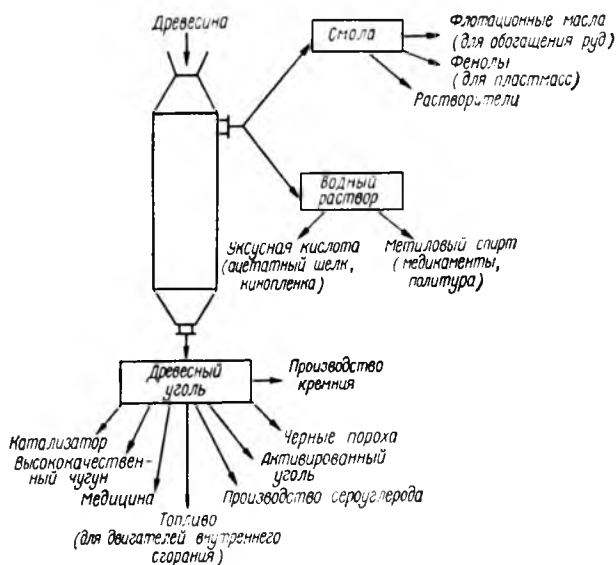 Древесина
Смола
Флотационные масла
(для обогащения руд)
Фенолы
(для пластмасс)
Растворители
Водный
раствор
Уксусная кислота
(ацетатный шелк,
кинопленка)
Метиловый спирт
(медикаменты,
политура)
Древесный
уголь
Производство
кремния
Черные пороха
Активированный
уголь
Производство сероуглерода
Топливо
(для двигателей внутреннего
сгорания)
Медицина
Высококачествен-
ный чугун
Катализатор